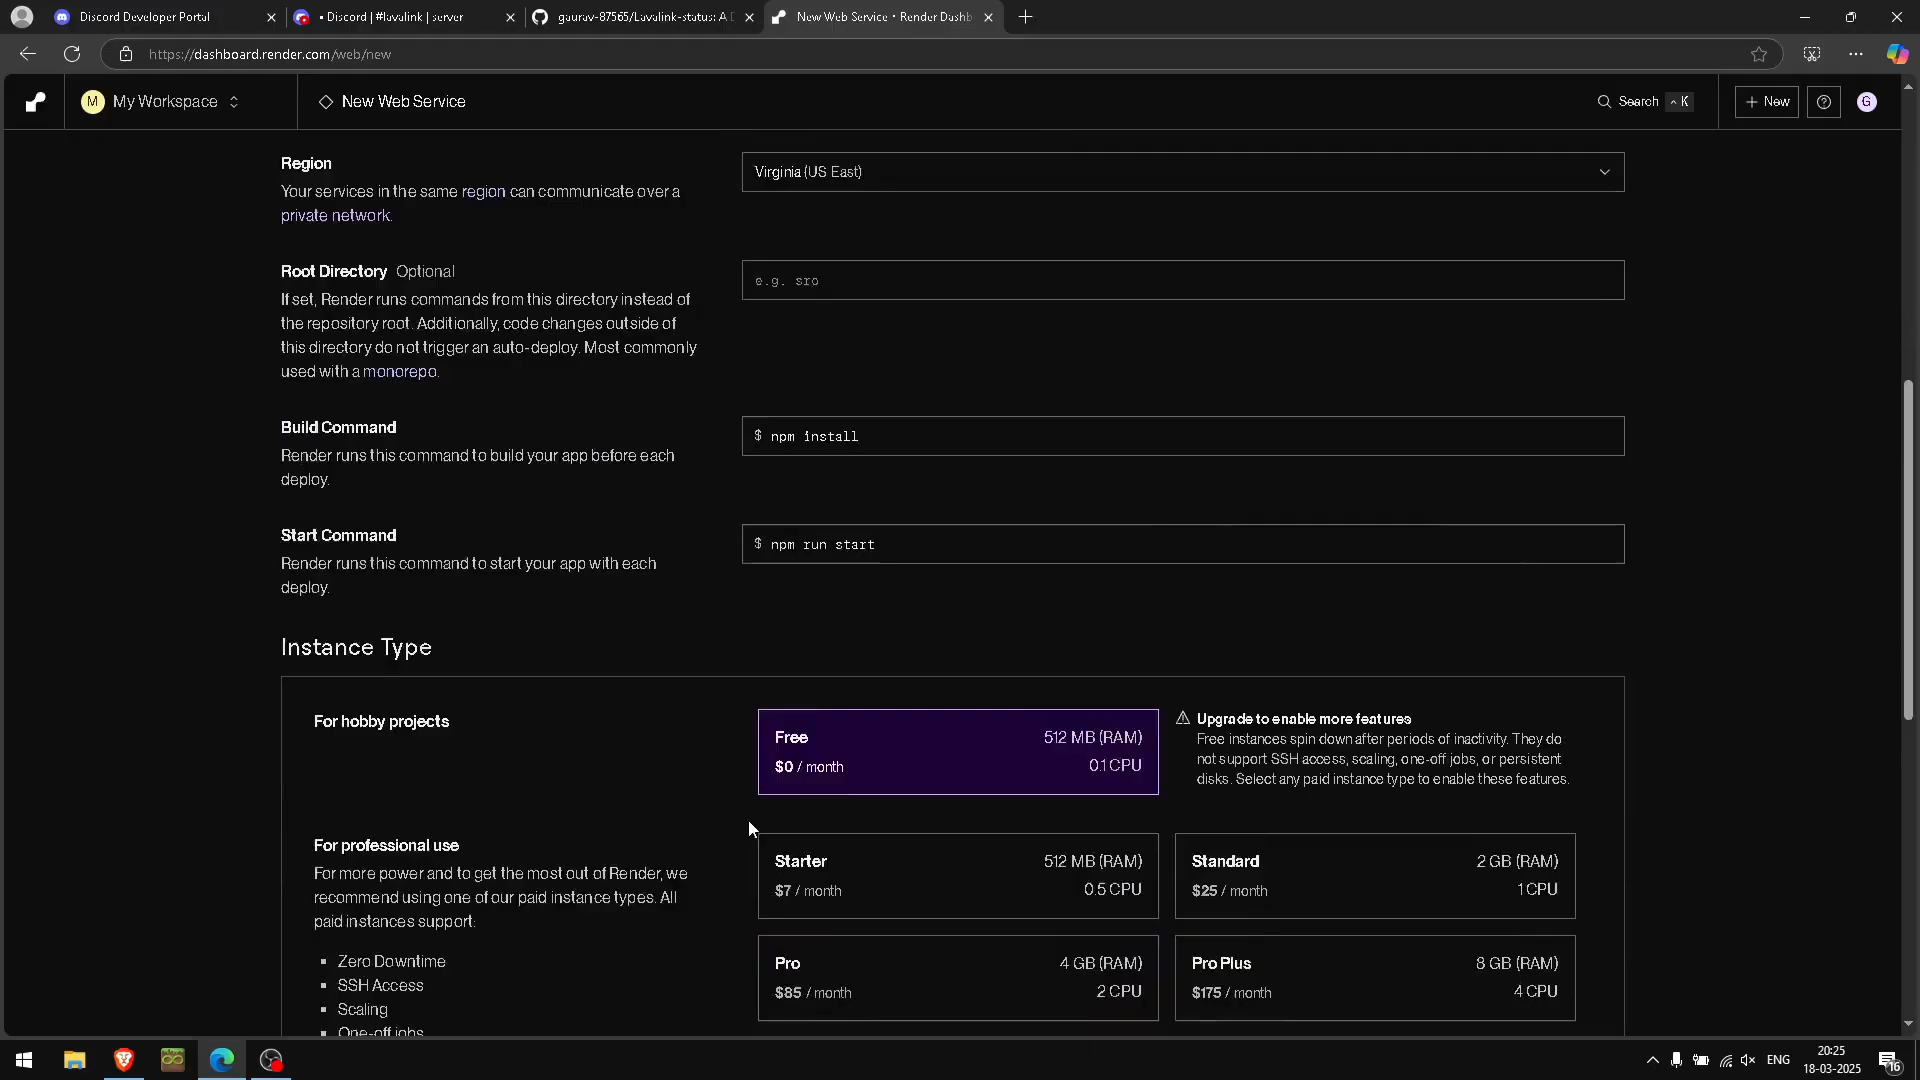 Discord Developer Portal
• Discord | #lavalink | server
gaurav-87565/Lavalink-status: A D
New Web Service • Render Dashb
https://dashboard.render.com/web/new
M My Workspace
New Web Service
Search ^ K
+ New
G
Region
Your services in the same region can communicate over a
private network.
Virginia (US East)
Root Directory Optional
If set, Render runs commands from this directory instead of
the repository root. Additionally, code changes outside of
this directory do not trigger an auto-deploy. Most commonly
used with a monorepo.
e.g. src
Build Command
Render runs this command to build your app before each
deploy.
$ npm install
Start Command
Render runs this command to start your app with each
deploy.
$ npm run start
Instance Type
For hobby projects
Free 512 MB (RAM)
$0 / month 0.1 CPU
Upgrade to enable more features
Free instances spin down after periods of inactivity. They do
not support SSH access, scaling, one-off jobs, or persistent
disks. Select any paid instance type to enable these features.
For professional use
For more power and to get the most out of Render, we
recommend using one of our paid instance types. All
paid instances support:
▪ Zero Downtime
▪ SSH Access
▪ Scaling
▪ One-off jobs
Starter 512 MB (RAM)
$7 / month 0.5 CPU
Standard 2 GB (RAM)
$25 / month 1 CPU
Pro 4 GB (RAM)
$85 / month 2 CPU
Pro Plus 8 GB (RAM)
$175 / month 4 CPU
ENG
20:25
18-03-2025
16